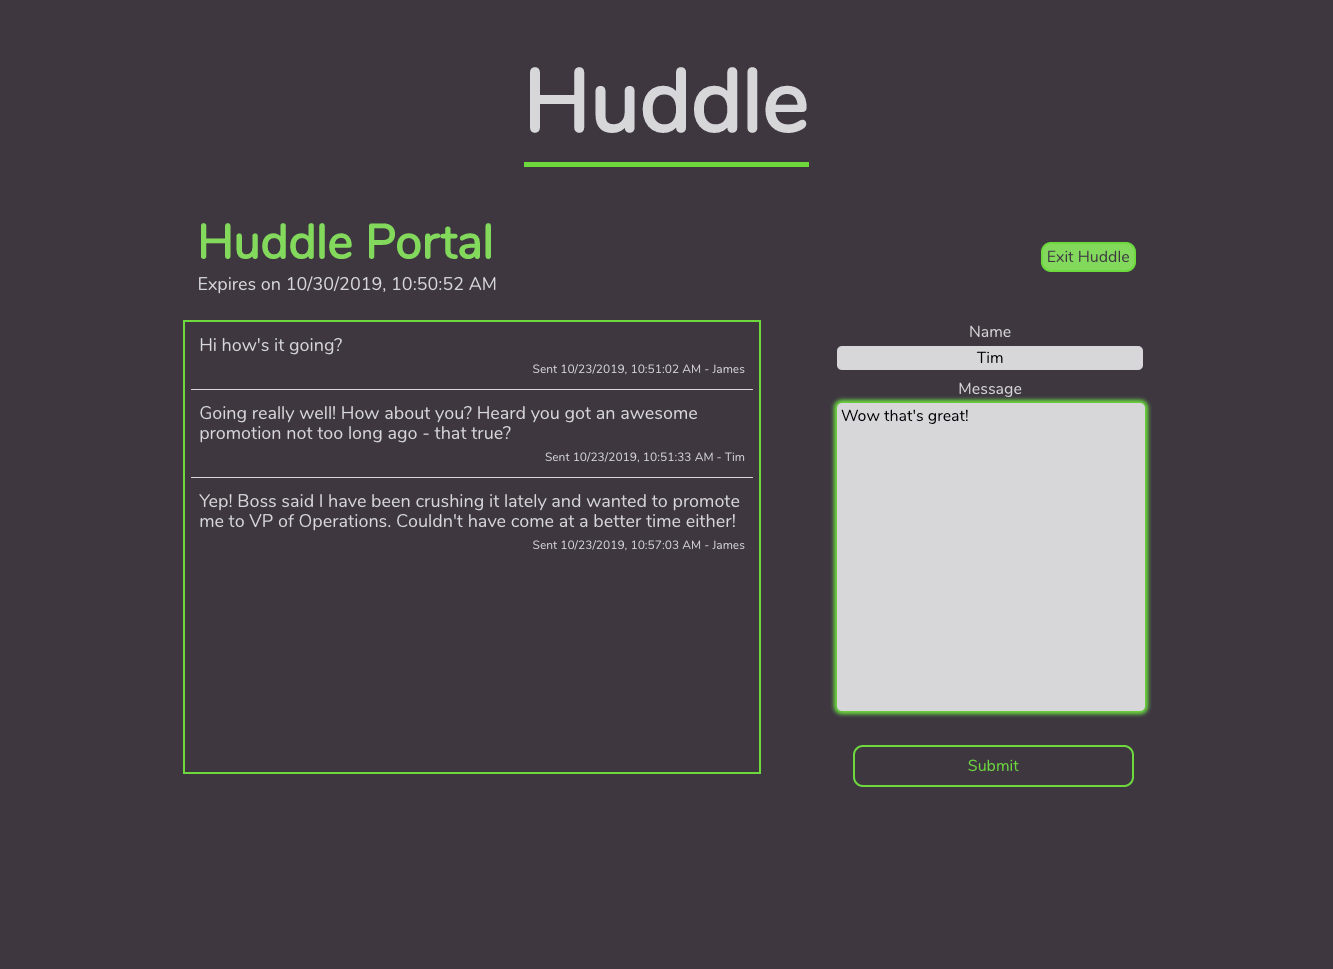 Huddle
Huddle Portal
Expires on 10/30/2019, 10:50:52 AM
Exit Huddle
Hi how's it going?
Sent 10/23/2019, 10:51:02 AM - James
Going really well! How about you? Heard you got an awesome
promotion not too long ago - that true?
Sent 10/23/2019, 10:51:33 AM - Tim
Yep! Boss said I have been crushing it lately and wanted to promote
me to VP of Operations. Couldn't have come at a better time either!
Sent 10/23/2019, 10:57:03 AM - James
Name
Tim
Message
Wow that's great!
Submit